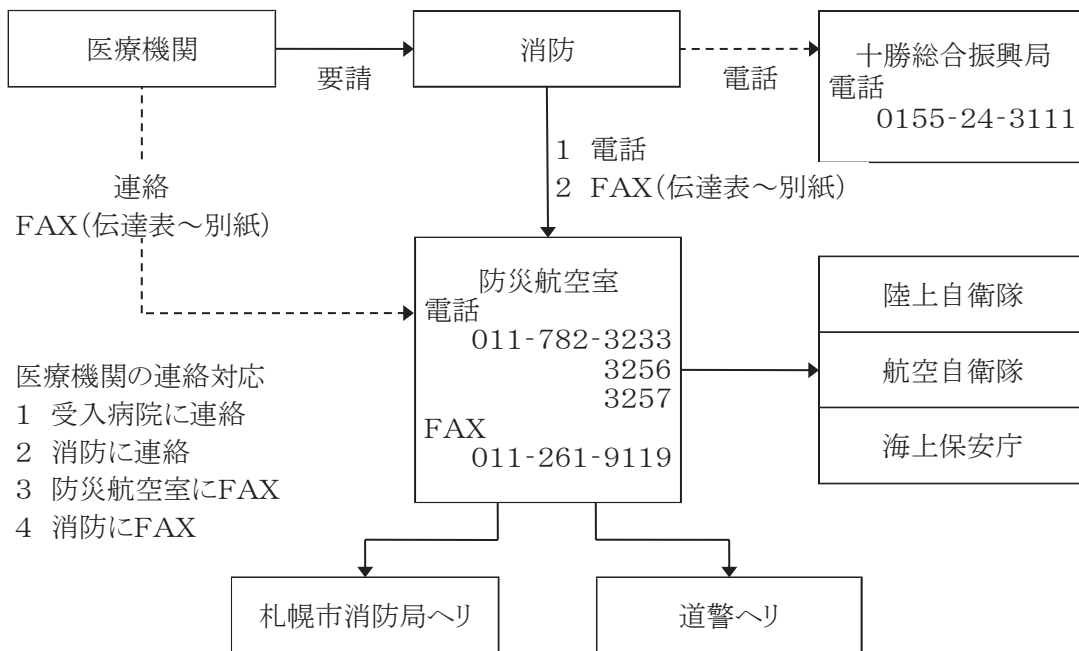 医療機関
要請
消防
電話
十勝総合振興局
電話
0155-24-3111
連絡
FAX(伝達表～別紙)
1 電話
2 FAX(伝達表～別紙)
防災航空室
電話
011-782-3233
3256
3257
FAX
011-261-9119
陸上自衛隊
航空自衛隊
海上保安庁
医療機関の連絡対応
1 受入病院に連絡
2 消防に連絡
3 防災航空室にFAX
4 消防にFAX
札幌市消防局ヘリ
道警ヘリ